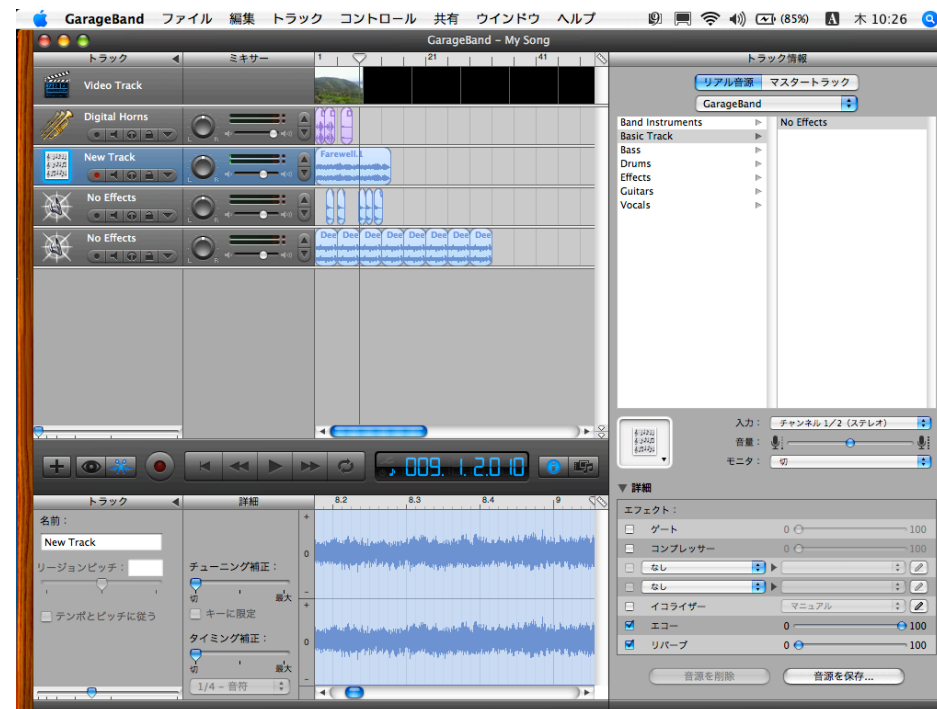 GarageBand ファイル 編集 トラック コントロール 共有 ウインドウ ヘルプ (85%) A 木 10:26
GarageBand – My Song
トラック ミキサー 1 21 41
Video Track
Digital Horns
New Track
Farewell.1
No Effects
No Effects
Dee Dee Dee Dee Dee Dee Dee Dee
L R
009. 1. 2.010
トラック 詳細 8.2 8.3 8.4 9
名前：
New Track
リージョンピッチ：
テンポとピッチに従う
チューニング補正：
切 最大
キーに限定
タイミング補正：
切 最大
1/4 – 音符
+
0
–
+
0
–
トラック情報
リアル音源 マスタートラック
GarageBand
Band Instruments
Basic Track
Bass
Drums
Effects
Guitars
Vocals
No Effects
入力： チャンネル 1/2（ステレオ）
音量：
モニタ： 切
詳細
エフェクト：
ゲート 0 100
コンプレッサー 0 100
なし
なし
イコライザー マニュアル
エコー 0 100
リバーブ 0 100
音源を削除 音源を保存...